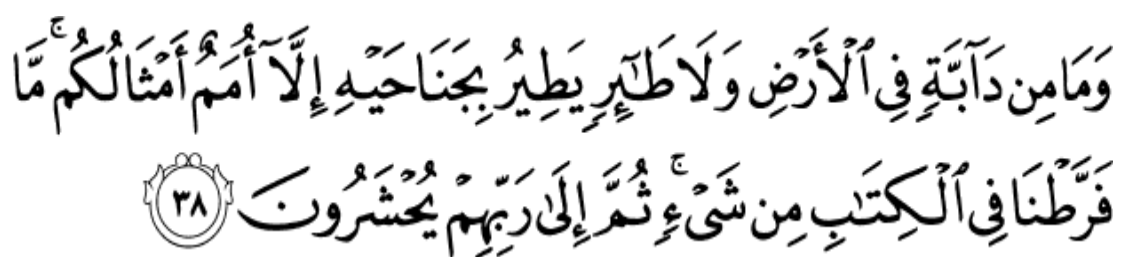 وَمَا مِن دَآبَّةٍ فِى ٱلْأَرْضِ وَلَا طَـٰٓئِرٍ يَطِيرُ بِجَنَاحَيْهِ إِلَّآ أُمَمٌ أَمْثَالُكُم ۚ مَّا
فَرَّطْنَا فِى ٱلْكِتَـٰبِ مِن شَىْءٍ ۚ ثُمَّ إِلَىٰ رَبِّهِمْ يُحْشَرُونَ ٣٨